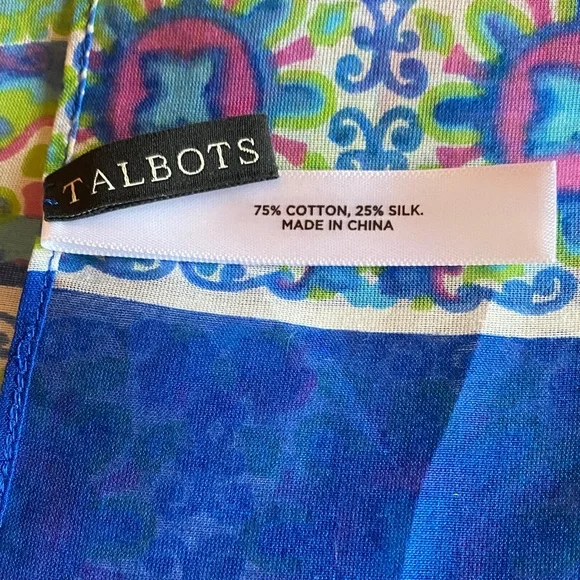 TALBOTS
75% COTTON, 25% SILK.
MADE IN CHINA